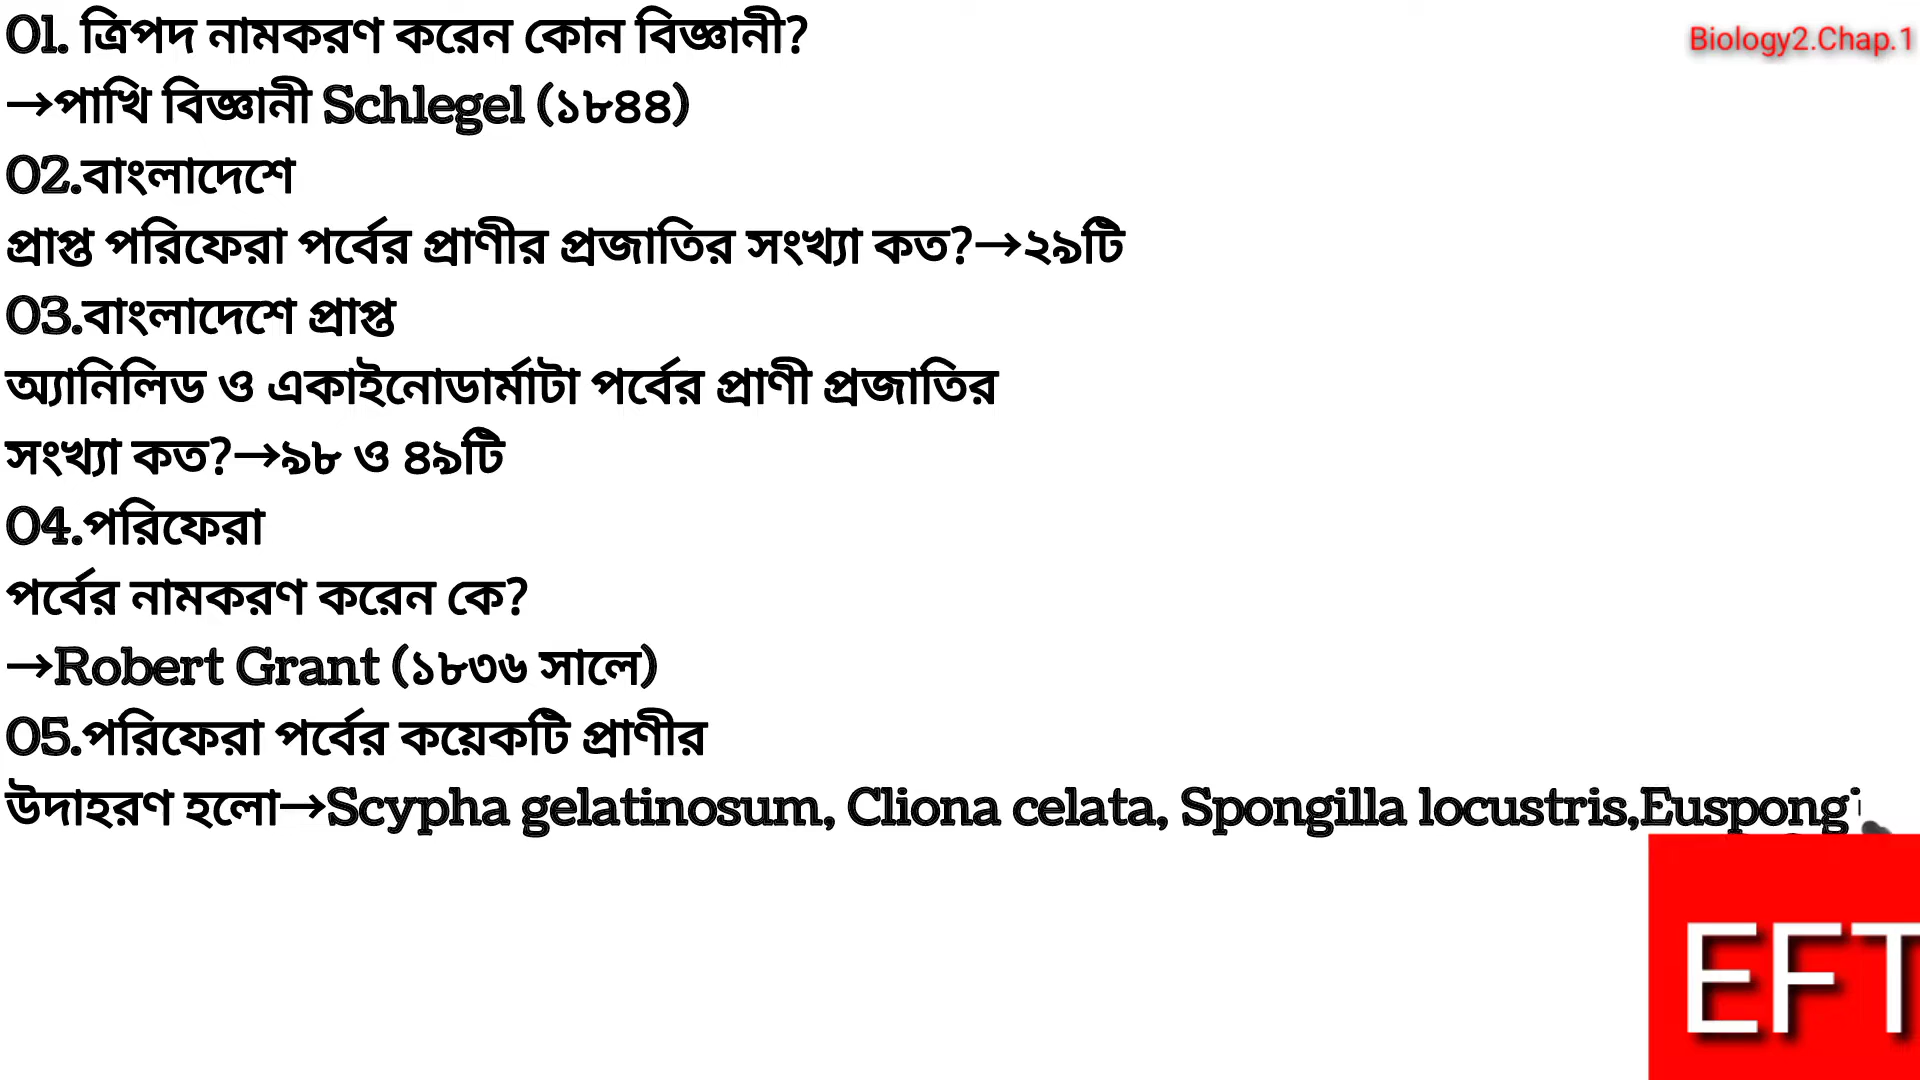 01. ত্রিপদ নামকরণ করেন কোন বিজ্ঞানী?
Biology2.Chap.1
→পাখি বিজ্ঞানী Schlegel (১৮৪৪)
02.বাংলাদেশে
প্রাপ্ত পরিফেরা পর্বের প্রাণীর প্রজাতির সংখ্যা কত?→২৯টি
03.বাংলাদেশে প্রাপ্ত
অ্যানিলিড ও একাইনোডার্মাটা পর্বের প্রাণী প্রজাতির
সংখ্যা কত?→৯৮ ও ৪৯টি
04.পরিফেরা
পর্বের নামকরণ করেন কে?
→Robert Grant (১৮৩৬ সালে)
05.পরিফেরা পর্বের কয়েকটি প্রাণীর
উদাহরণ হলো→Scypha gelatinosum, Cliona celata, Spongilla locustris,
EFT